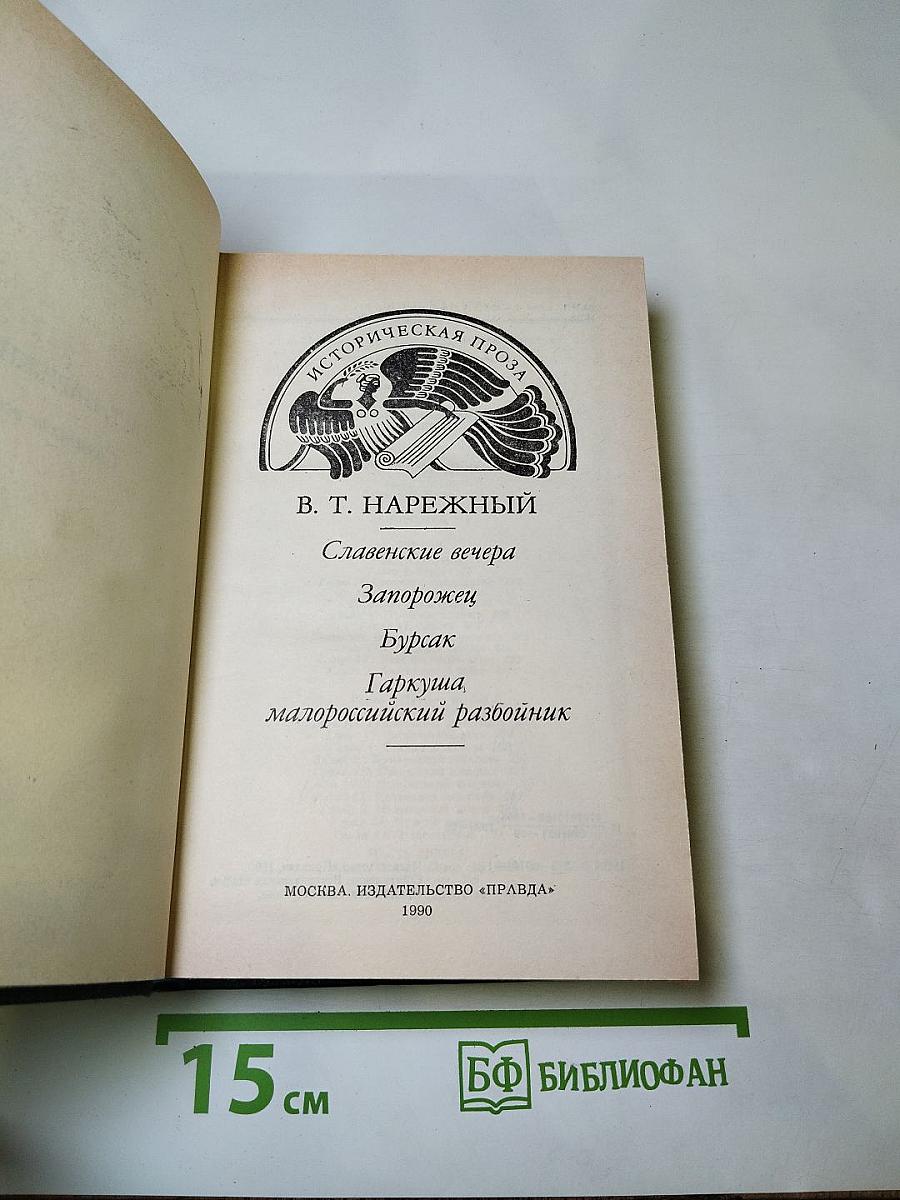 ИСТОРИЧЕСКАЯ ПРОЗА
В. Т. НАРЕЖНЫЙ
Славенские вечера
Запорожец
Бурсак
Гаркуша,
малороссийский разбойник
МОСКВА. ИЗДАТЕЛЬСТВО «ПРАВДА»
1990
15 см
БФ БИБЛИОФАН